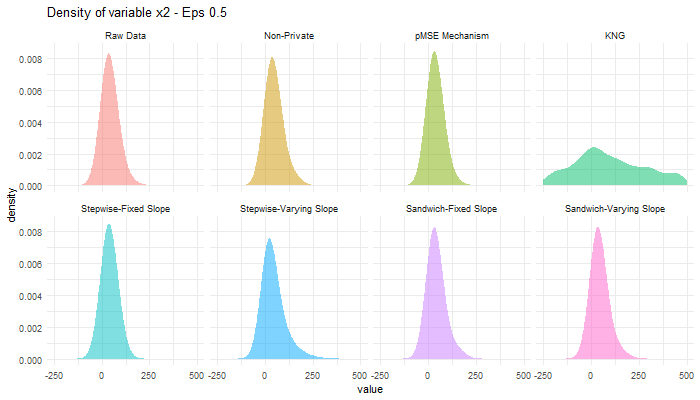 Density of variable x2 - Eps 0.5
Raw Data Non-Private pMSE Mechanism KNG
0.008
0.006
0.004
0.002
0.000
density
Stepwise-Fixed Slope Stepwise-Varying Slope Sandwich-Fixed Slope Sandwich-Varying Slope
0.008
0.006
0.004
0.002
0.000
-250 0 250 500 -250 0 250 500 -250 0 250 500 -250 0 250 500
value